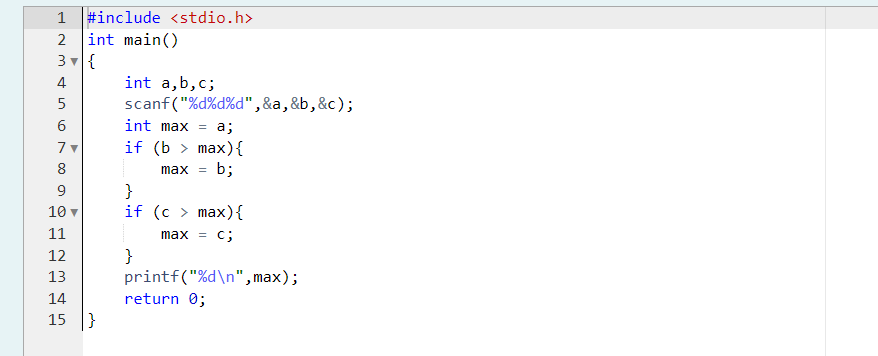 1 #include <stdio.h>
2 int main()
3 {
4     int a,b,c;
5     scanf("%d%d%d",&a,&b,&c);
6     int max = a;
7     if (b > max){
8         max = b;
9     }
10     if (c > max){
11         max = c;
12     }
13     printf("%d\n",max);
14     return 0;
15 }